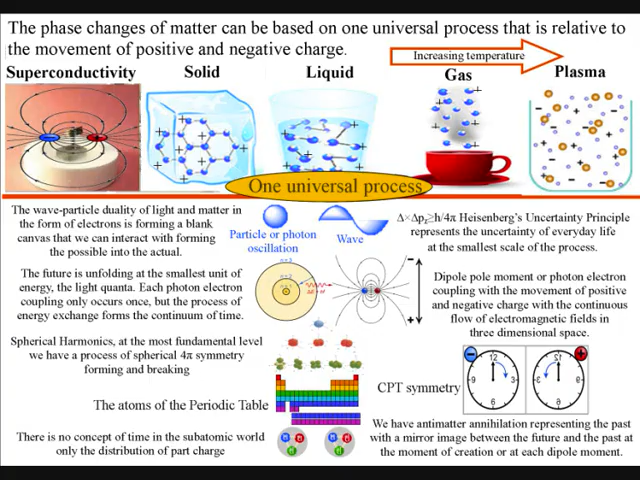 The phase changes of matter can be based on one universal process that is relative to
the movement of positive and negative charge.
Increasing temperature
Superconductivity
Solid
Liquid
Gas
Plasma
One universal process
The wave-particle duality of light and matter in
the form of electrons is forming a blank
canvas that we can interact with forming
the possible into the actual.
Particle or photon
oscillation
Wave
Δ×Δpₓ≥h/4π Heisenberg's Uncertainty Principle
represents the uncertainty of everyday life
at the smallest scale of the process.
The future is unfolding at the smallest unit of
energy, the light quanta. Each photon electron
coupling only occurs once, but the process of
energy exchange forms the continuum of time.
Dipole pole moment or photon electron
coupling with the movement of positive
and negative charge with the continuous
flow of electromagnetic fields in
three dimensional space.
Spherical Harmonics, at the most fundamental level
we have a process of spherical 4π symmetry
forming and breaking
CPT symmetry
12
3
6
9
12
3
6
9
The atoms of the Periodic Table
There is no concept of time in the subatomic world
only the distribution of part charge
We have antimatter annihilation representing the past
with a mirror image between the future and the past at
the moment of creation or at each dipole moment.